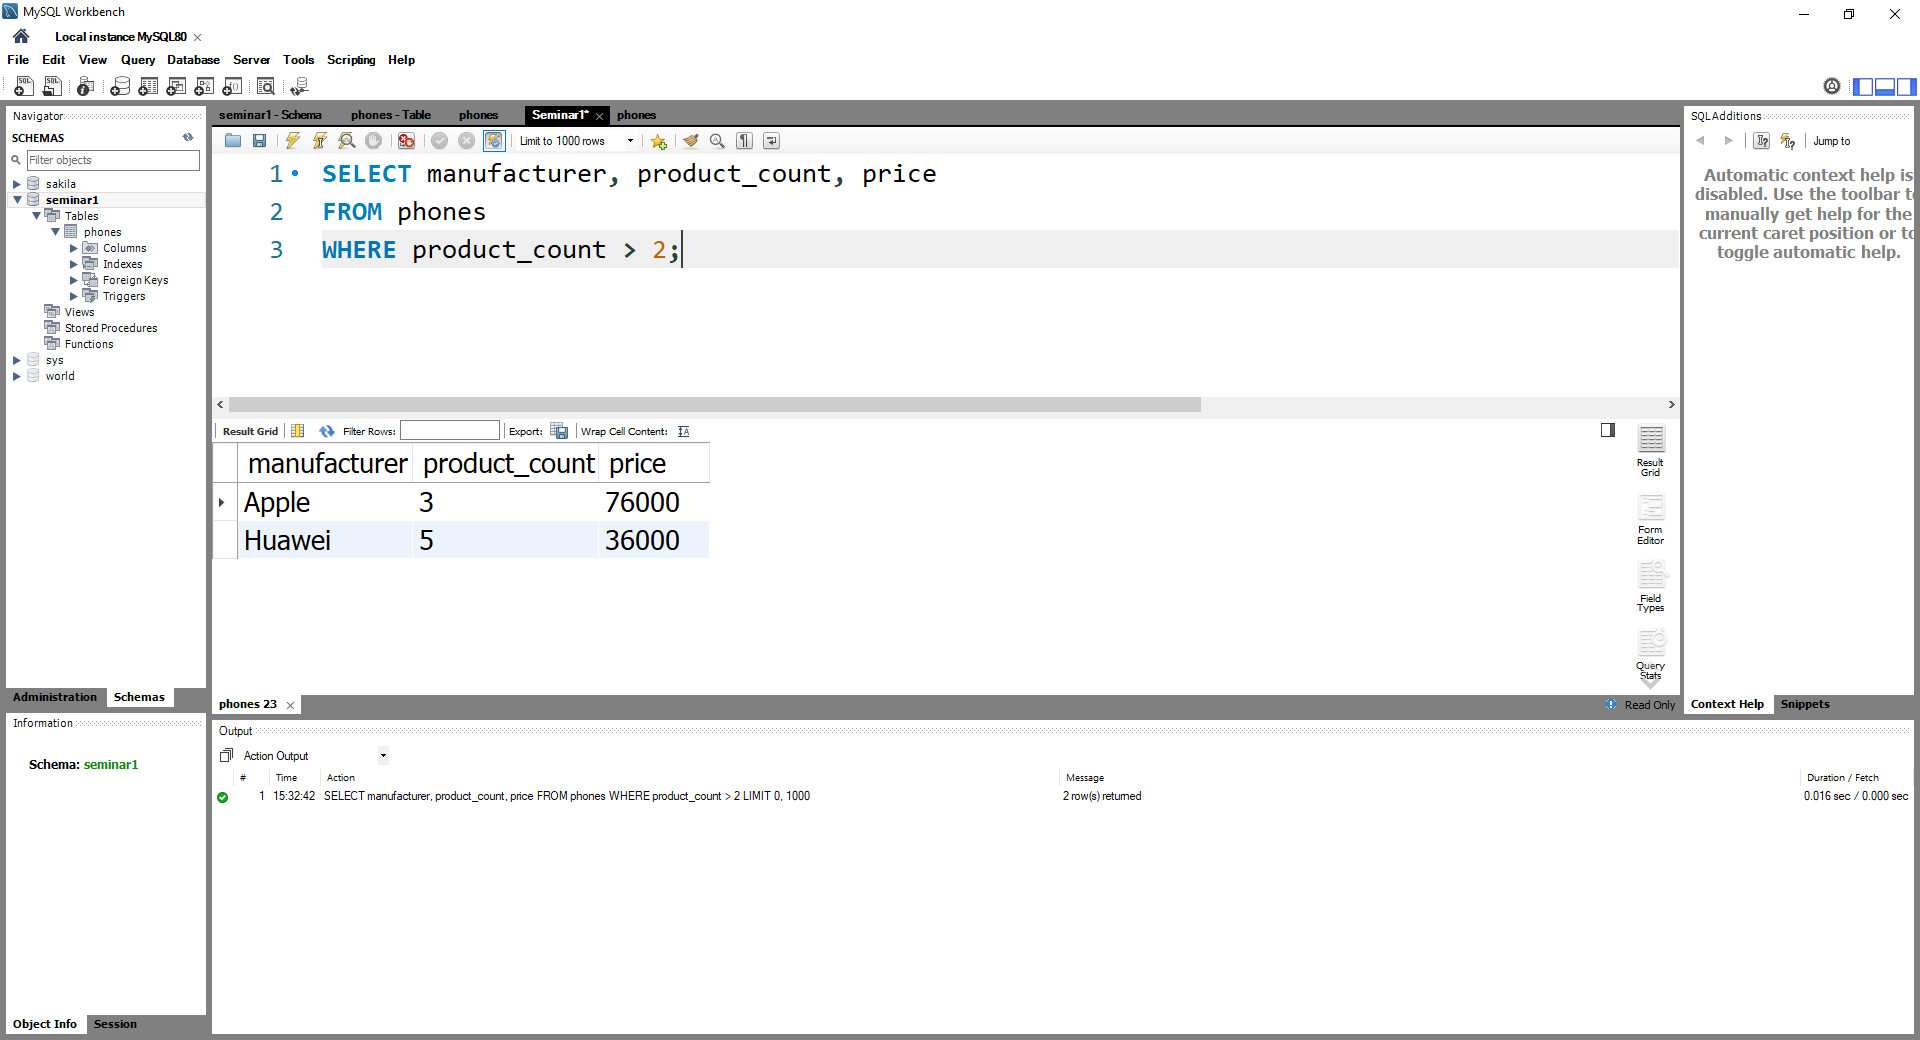 MySQL Workbench
Local instance MySQL80
File Edit View Query Database Server Tools Scripting Help
Navigator
SCHEMAS
Filter objects
sakila
seminar1
Tables
phones
Columns
Indexes
Foreign Keys
Triggers
Views
Stored Procedures
Functions
sys
world
Administration Schemas
Information
Schema: seminar1
Object Info Session
seminar1 - Schema phones - Table phones Seminar1* phones
Limit to 1000 rows
1 SELECT manufacturer, product_count, price
2 FROM phones
3 WHERE product_count > 2;
Result Grid Filter Rows: Export: Wrap Cell Content:
manufacturer product_count price
Apple 3 76000
Huawei 5 36000
Result
Grid
Form
Editor
Field
Types
Query
Stats
phones 23
Read Only
SQLAdditions
Jump to
Automatic context help is
disabled. Use the toolbar t
manually get help for the
current caret position or to
toggle automatic help.
Context Help Snippets
Output
Action Output
# Time Action Message Duration / Fetch
1 15:32:42 SELECT manufacturer, product_count, price FROM phones WHERE product_count > 2 LIMIT 0, 1000 2 row(s) returned 0.016 sec / 0.000 sec